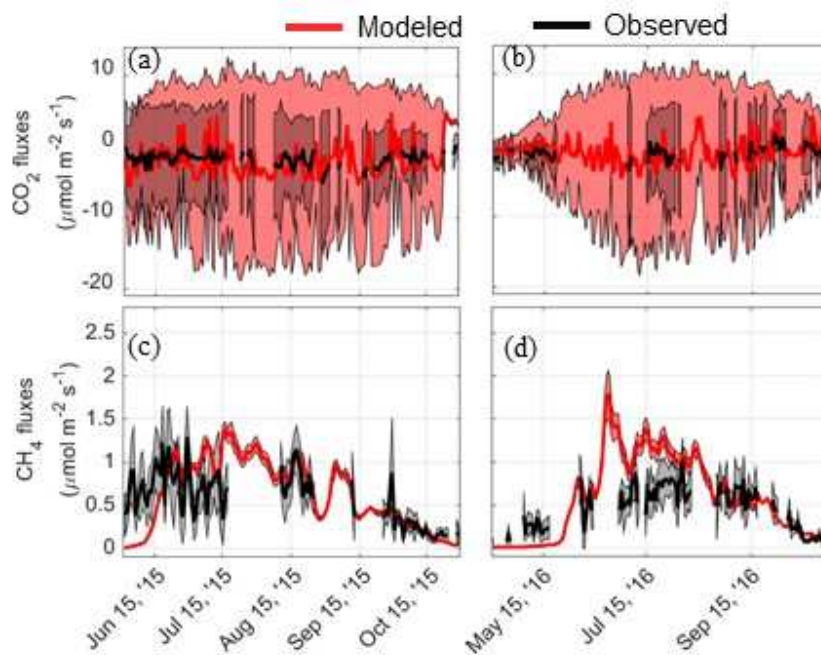 Modeled Observed
(a) (b)
CO2 fluxes
(μmol m-2 s-1)
10
0
-10
-20
(c) (d)
CH4 fluxes
(μmol m-2 s-1)
2.5
2
1.5
1
0.5
0
Jun 15, '15 Jul 15, '15 Aug 15, '15 Sep 15, '15 Oct 15, '15 May 15, '16 Jul 15, '16 Sep 15, '16